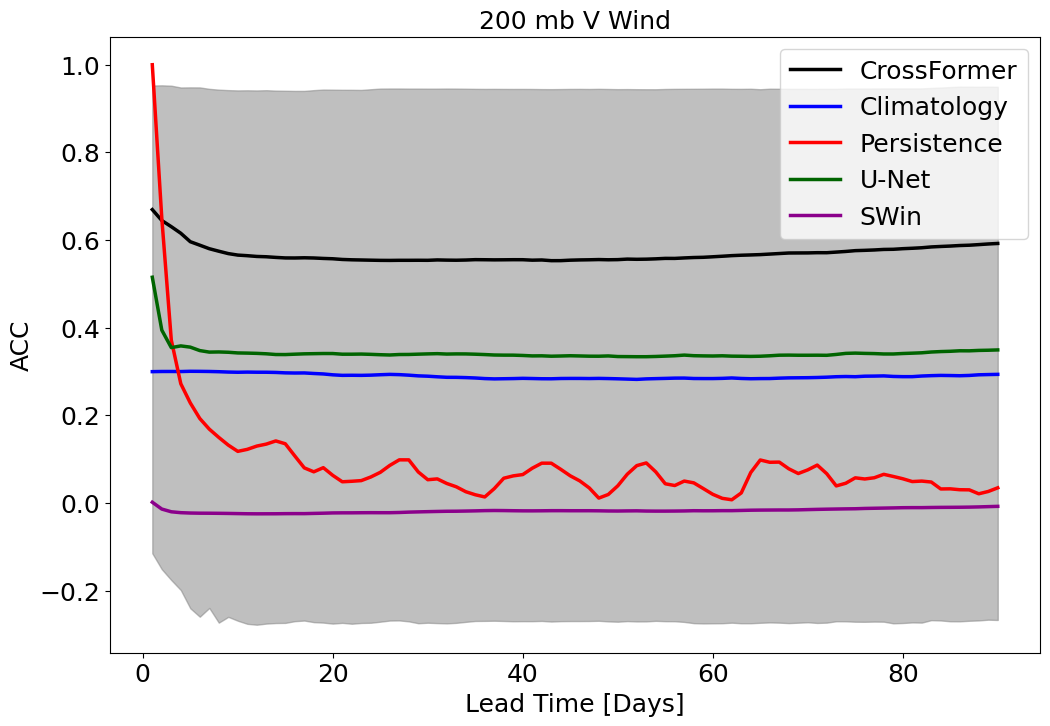 200 mb V Wind
CrossFormer
Climatology
Persistence
U-Net
SWin
ACC
1.0
0.8
0.6
0.4
0.2
0.0
−0.2
0 20 40 60 80
Lead Time [Days]